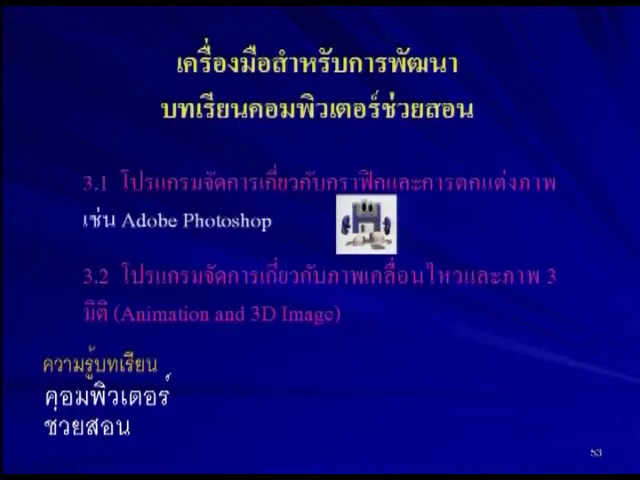 เครื่องมือสำหรับการพัฒนา
บทเรียนคอมพิวเตอร์ช่วยสอน
3.1 โปรแกรมจัดการเกี่ยวกับกราฟิกและการตกแต่งภาพ
เช่น Adobe Photoshop
3.2 โปรแกรมจัดการเกี่ยวกับภาพเคลื่อนไหวและภาพ 3
มิติ (Animation and 3D Image)
ความรู้บทเรียน
คอมพิวเตอร์
ช่วยสอน
53